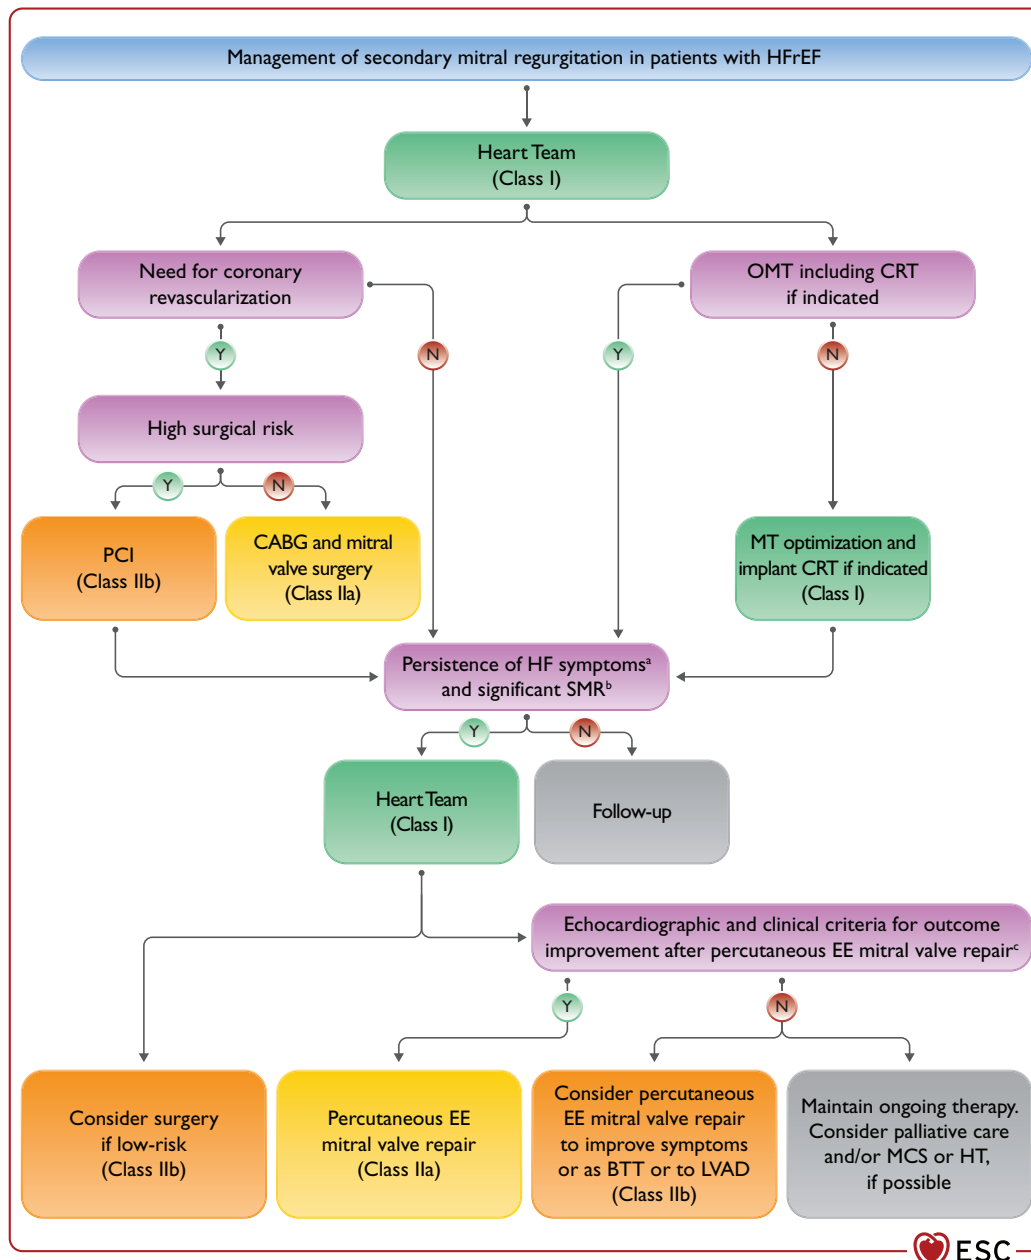 Management of secondary mitral regurgitation in patients with HFrEF
Heart Team
(Class I)
Need for coronary
revascularization
OMT including CRT
if indicated
Y
N
Y
N
High surgical risk
Y
N
PCI
(Class IIb)
CABG and mitral
valve surgery
(Class IIa)
MT optimization and
implant CRT if indicated
(Class I)
Persistence of HF symptomsᵃ
and significant SMRᵇ
Y
N
Heart Team
(Class I)
Follow-up
Echocardiographic and clinical criteria for outcome
improvement after percutaneous EE mitral valve repairᶜ
Y
N
Consider surgery
if low-risk
(Class IIb)
Percutaneous EE
mitral valve repair
(Class IIa)
Consider percutaneous
EE mitral valve repair
to improve symptoms
or as BTT or to LVAD
(Class IIb)
Maintain ongoing therapy.
Consider palliative care
and/or MCS or HT,
if possible
ESC